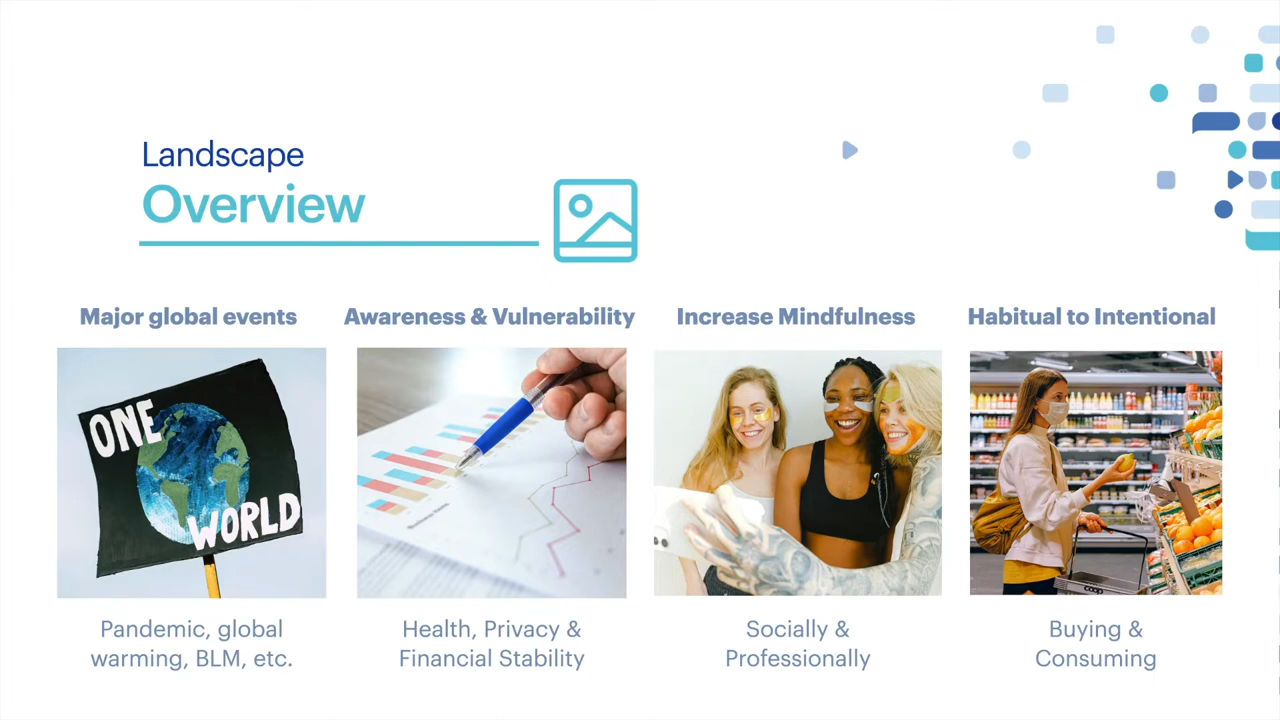 Landscape
Overview
Major global events
Awareness & Vulnerability
Increase Mindfulness
Habitual to Intentional
ONE
WORLD
Pandemic, global
warming, BLM, etc.
Health, Privacy &
Financial Stability
Socially &
Professionally
Buying &
Consuming